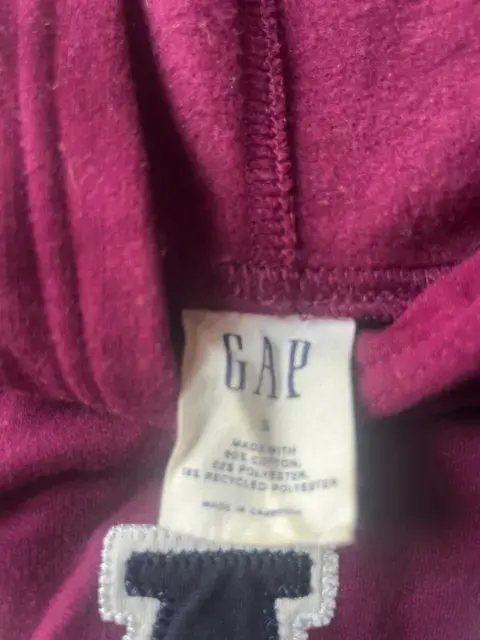 GAP
S
MADE WITH
60% COTTON,
22% POLYESTER,
18% RECYCLED POLYESTER
MADE IN CAMBODIA